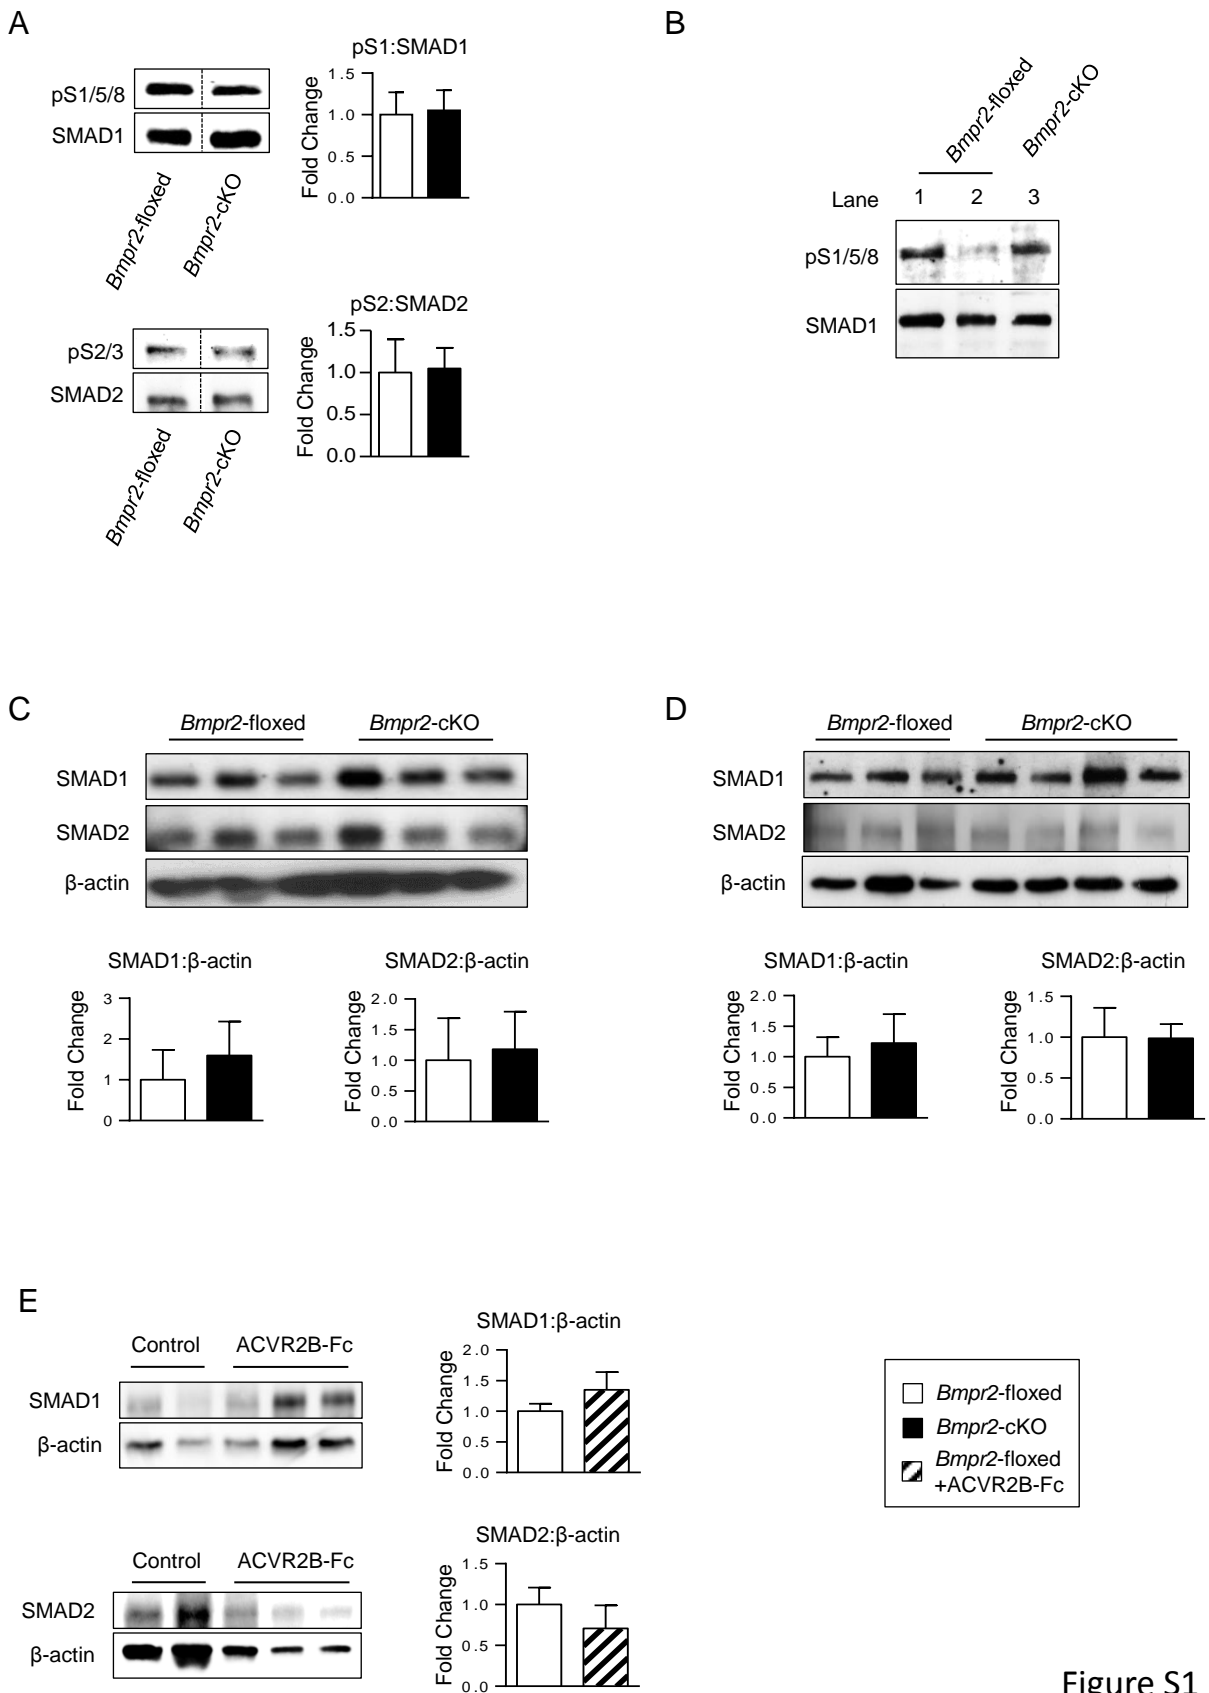 A
pS1/5/8
SMAD1
Bmpr2-floxed
Bmpr2-cKO
pS1:SMAD1
Fold Change
1.5
1.0
0.5
0.0
pS2/3
SMAD2
Bmpr2-floxed
Bmpr2-cKO
pS2:SMAD2
Fold Change
1.5
1.0
0.5
0.0
B
Bmpr2-floxed
Bmpr2-cKO
Lane 1 2 3
pS1/5/8
SMAD1
C
Bmpr2-floxed Bmpr2-cKO
SMAD1
SMAD2
β-actin
SMAD1:β-actin
Fold Change
3
2
1
0
SMAD2:β-actin
Fold Change
2.0
1.5
1.0
0.5
0.0
D
Bmpr2-floxed Bmpr2-cKO
SMAD1
SMAD2
β-actin
SMAD1:β-actin
Fold Change
2.0
1.5
1.0
0.5
0.0
SMAD2:β-actin
Fold Change
1.5
1.0
0.5
0.0
E
Control ACVR2B-Fc
SMAD1
β-actin
SMAD1:β-actin
Fold Change
2.0
1.5
1.0
0.5
0.0
Control ACVR2B-Fc
SMAD2
β-actin
SMAD2:β-actin
Fold Change
1.5
1.0
0.5
0.0
Bmpr2-floxed
Bmpr2-cKO
Bmpr2-floxed
+ACVR2B-Fc
Figure S1